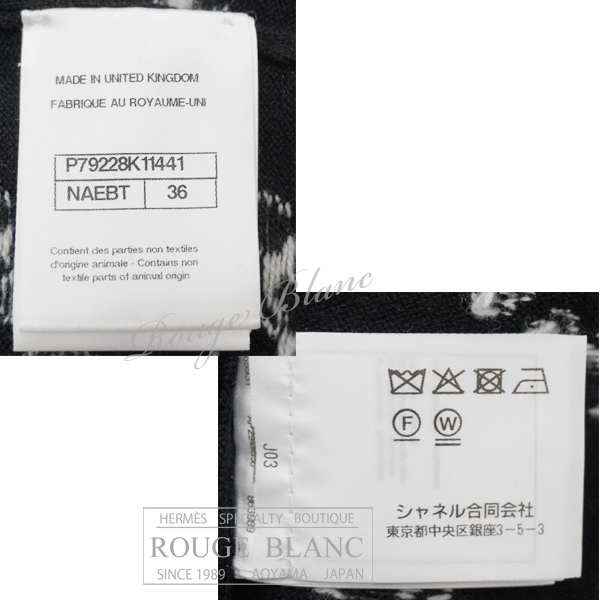 MADE IN UNITED KINGDOM
FABRIQUE AU ROYAUME-UNI
P79228K11441
NAEBT 36
Contient des parties non textiles
d'origine animale - Contains non
textile parts of animal origin
Rouge Blanc
J03
F W
シャネル合同会社
東京都中央区銀座3-5-3
HERMÈS SPECIALTY BOUTIQUE
ROUGE BLANC
SINCE 1989 AOYAMA JAPAN